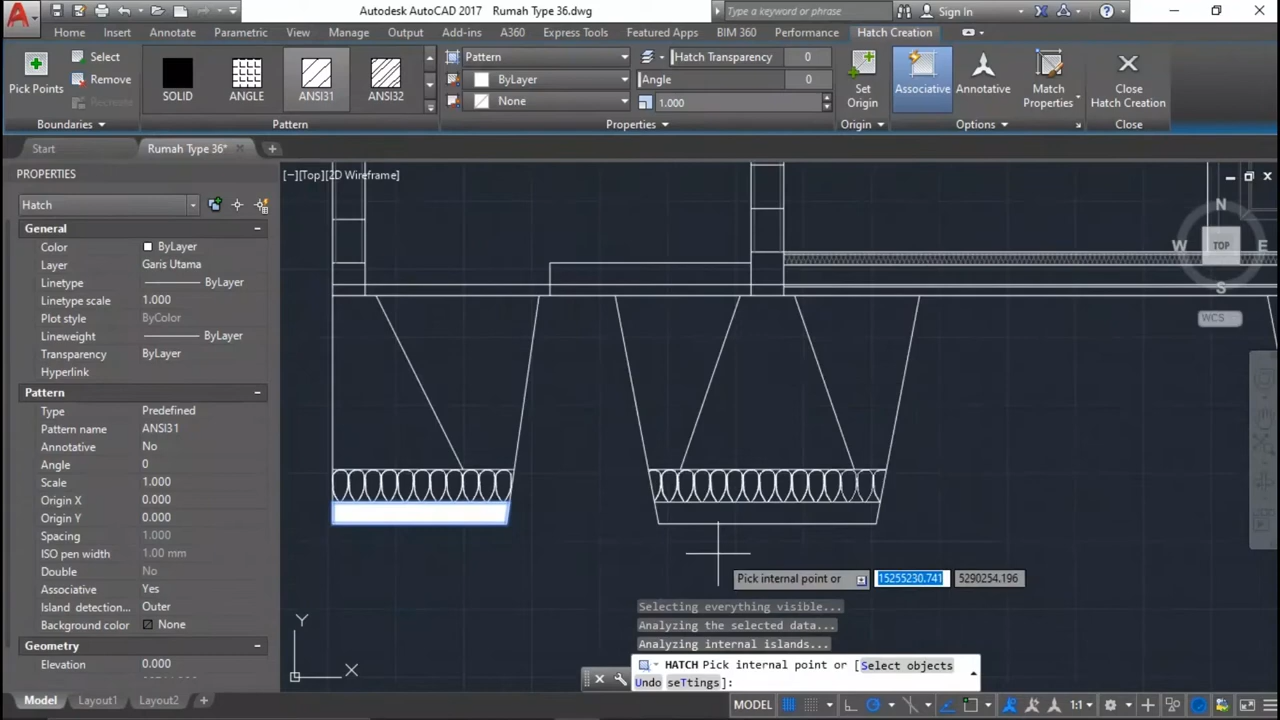 Autodesk AutoCAD 2017 Rumah Type 36.dwg
Type a keyword or phrase
Sign In
Home Insert Annotate Parametric View Manage Output Add-ins A360 Express Tools Featured Apps BIM 360 Performance Hatch Creation
Pick Points
Select
Remove
Recreate
Boundaries
SOLID
ANGLE
ANSI31
ANSI32
Pattern
Pattern
ByLayer
None
Hatch Transparency 0
Angle 0
1.000
Properties
Set
Origin
Origin
Associative
Annotative
Match
Properties
Options
Close
Hatch Creation
Close
Start Rumah Type 36*
PROPERTIES
Hatch
General
Color ByLayer
Layer Garis Utama
Linetype ByLayer
Linetype scale 1.000
Plot style ByColor
Lineweight ByLayer
Transparency ByLayer
Hyperlink
Pattern
Type Predefined
Pattern name ANSI31
Annotative No
Angle 0
Scale 1.000
Origin X 0.000
Origin Y 0.000
Spacing 1.000
ISO pen width 1.00 mm
Double No
Associative Yes
Island detection... Outer
Background color None
Geometry
Elevation 0.000
[−][Top][2D Wireframe]
N
W TOP E
S
WCS
Pick internal point or 15255230.741 5290254.196
Selecting everything visible...
Analyzing the selected data...
Analyzing internal islands...
HATCH Pick internal point or [Select objects
Undo seTtings]:
Y
X
Model Layout1 Layout2 +
MODEL
1:1